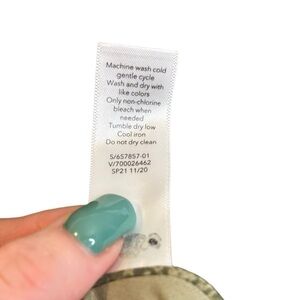 Machine wash cold
gentle cycle
Wash and dry with
like colors
Only non-chlorine
bleach when
needed
Tumble dry low
Cool iron
Do not dry clean
S/657857-01
V/700026462
SP21 11/20